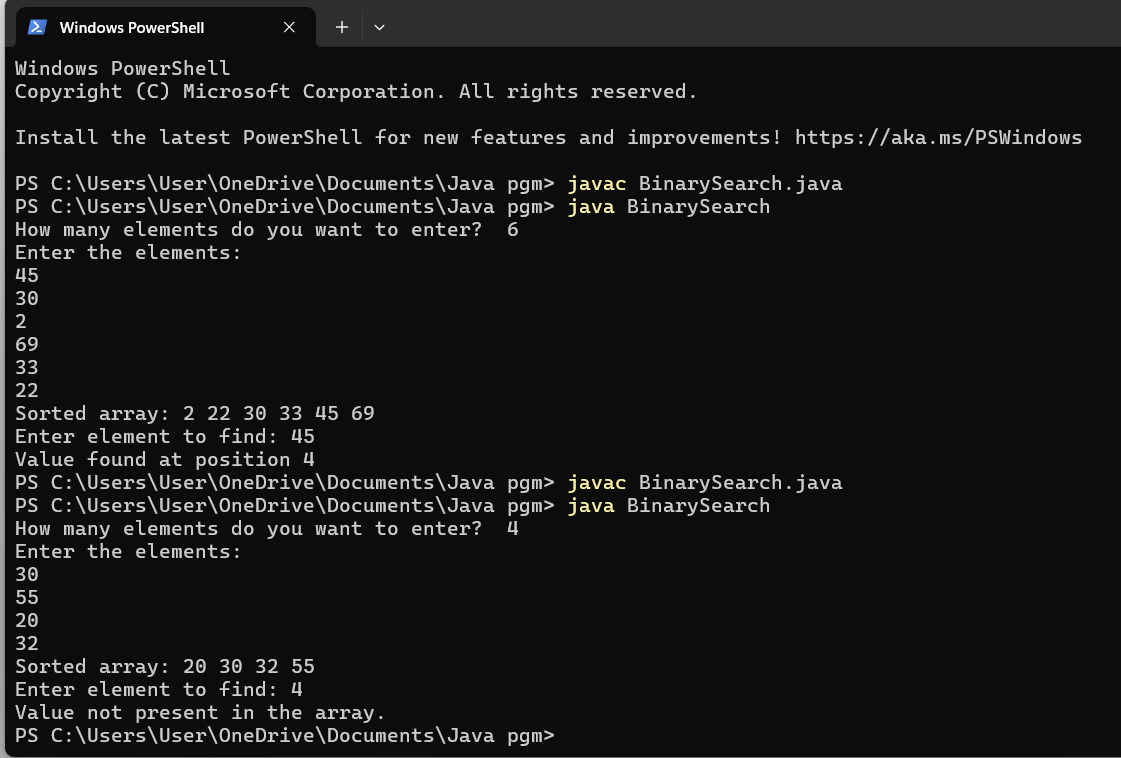 Windows PowerShell
Windows PowerShell
Copyright (C) Microsoft Corporation. All rights reserved.
Install the latest PowerShell for new features and improvements! https://aka.ms/PSWindows
PS C:\Users\User\OneDrive\Documents\Java pgm> javac BinarySearch.java
PS C:\Users\User\OneDrive\Documents\Java pgm> java BinarySearch
How many elements do you want to enter?  6
Enter the elements:
45
30
2
69
33
22
Sorted array: 2 22 30 33 45 69
Enter element to find: 45
Value found at position 4
PS C:\Users\User\OneDrive\Documents\Java pgm> javac BinarySearch.java
PS C:\Users\User\OneDrive\Documents\Java pgm> java BinarySearch
How many elements do you want to enter?  4
Enter the elements:
30
55
20
32
Sorted array: 20 30 32 55
Enter element to find: 4
Value not present in the array.
PS C:\Users\User\OneDrive\Documents\Java pgm>